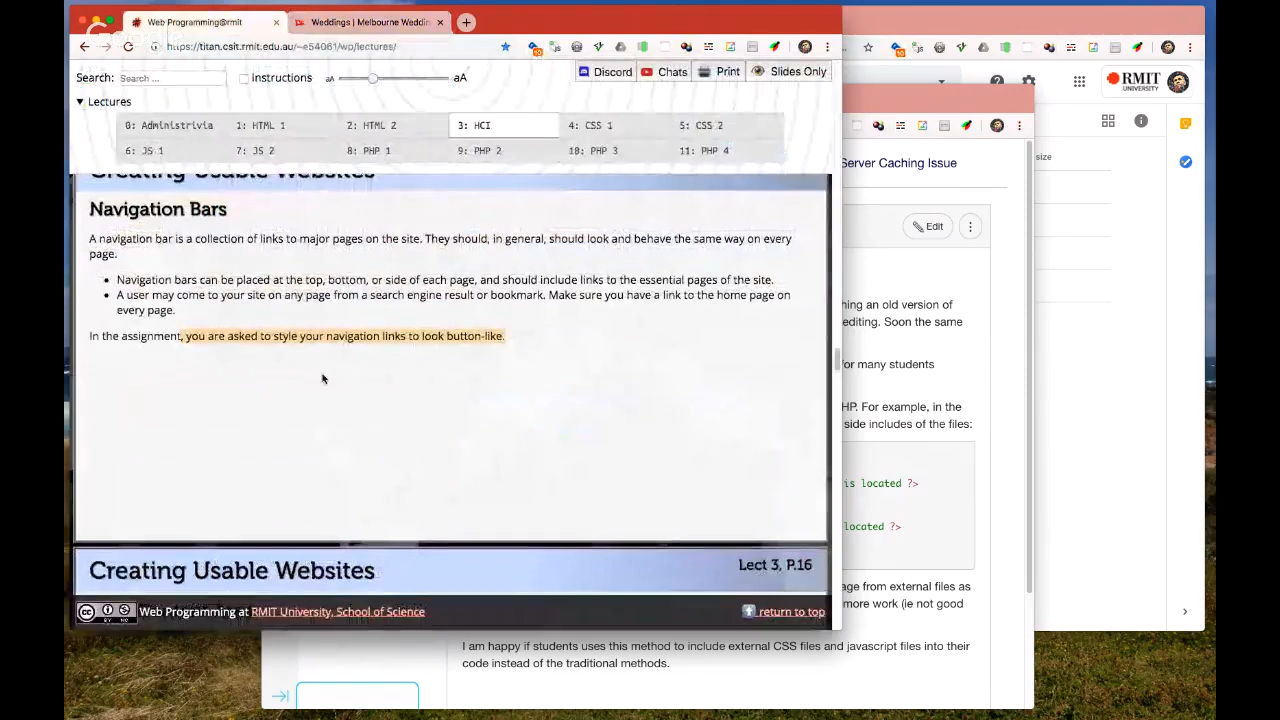 Web Programming@rmit
Weddings | Melbourne Weddin
https://titan.csit.rmit.edu.au/~e54061/wp/lectures/
Search: Search ...
Instructions
aA
aA
Discord
Chats
Print
Slides Only
▼ Lectures
0: Administrivia
1: HTML 1
2: HTML 2
3: HCI
4: CSS 1
5: CSS 2
6: JS 1
7: JS 2
8: PHP 1
9: PHP 2
10: PHP 3
11: PHP 4
Creating Usable Websites
Navigation Bars
A navigation bar is a collection of links to major pages on the site. They should, in general, should look and behave the same way on every
page.
• Navigation bars can be placed at the top, bottom, or side of each page, and should include links to the essential pages of the site.
• A user may come to your site on any page from a search engine result or bookmark. Make sure you have a link to the home page on
every page.
In the assignment, you are asked to style your navigation links to look button-like.
Creating Usable Websites
Lect 3, P.16
Web Programming at RMIT University, School of Science
return to top
RMIT
UNIVERSITY
size
Server Caching Issue
Edit
hing an old version of
editing. Soon the same
for many students
HP. For example, in the
side includes of the files:
is located ?>
located ?>
age from external files as
more work (ie not good
I am happy if students uses this method to include external CSS files and javascript files into their
code instead of the traditional methods.